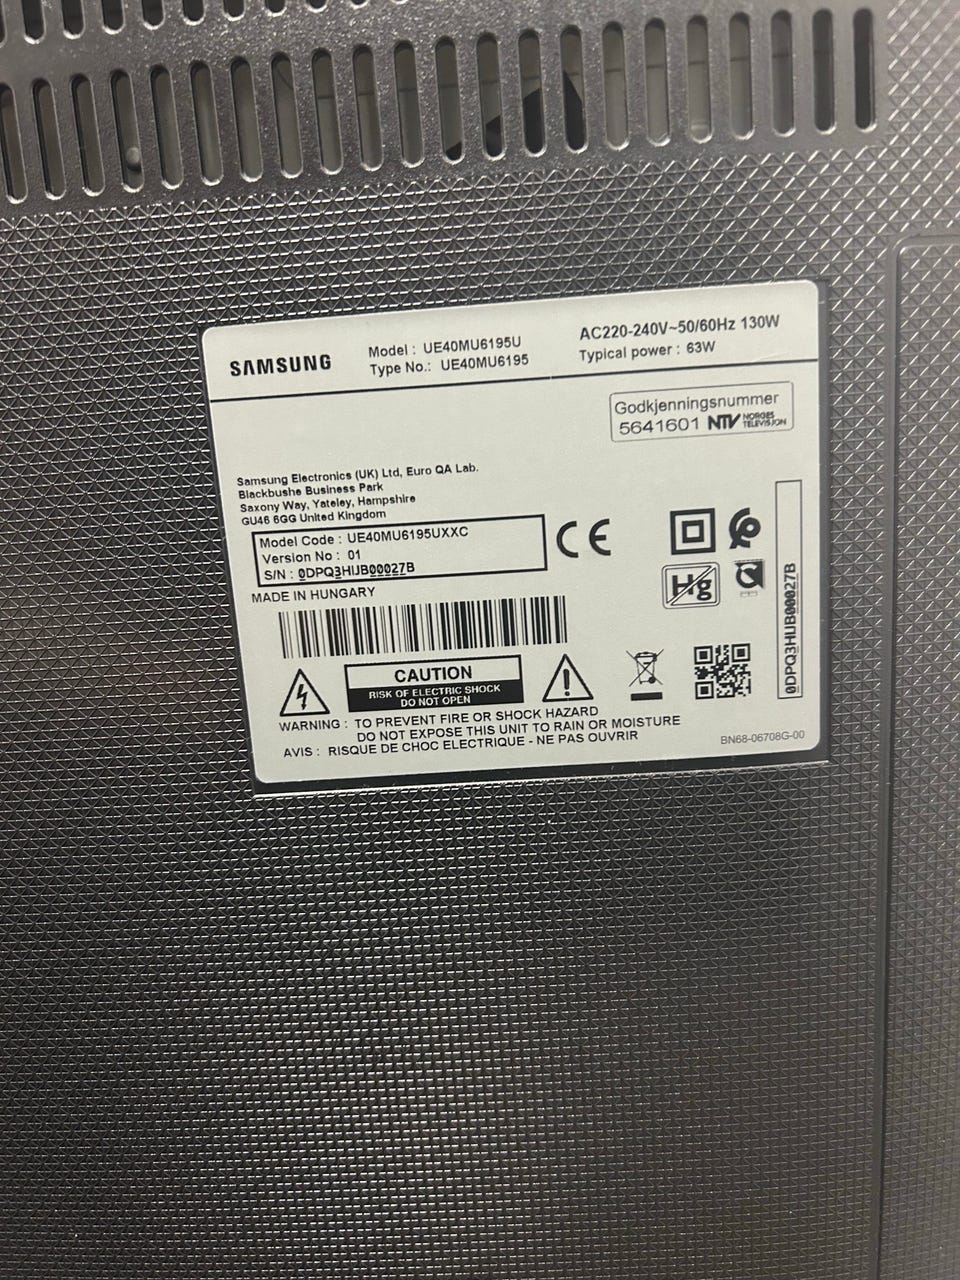 SAMSUNG
Model : UE40MU6195U
Type No.: UE40MU6195
AC220-240V~50/60Hz 130W
Typical power : 63W
Godkjenningsnummer
5641601 NTV NORGES TELEVISJON
Samsung Electronics (UK) Ltd, Euro QA Lab.
Blackbushe Business Park
Saxony Way, Yateley, Hampshire
GU46 6GG United Kingdom
Model Code : UE40MU6195UXXC
Version No : 01
S/N : 0DPQ3HUB00027B
MADE IN HUNGARY
CE
Hg
0DPQ3HUB00027B
CAUTION
RISK OF ELECTRIC SHOCK
DO NOT OPEN
WARNING : TO PREVENT FIRE OR SHOCK HAZARD
DO NOT EXPOSE THIS UNIT TO RAIN OR MOISTURE
AVIS : RISQUE DE CHOC ELECTRIQUE - NE PAS OUVRIR
BN68-06708G-00